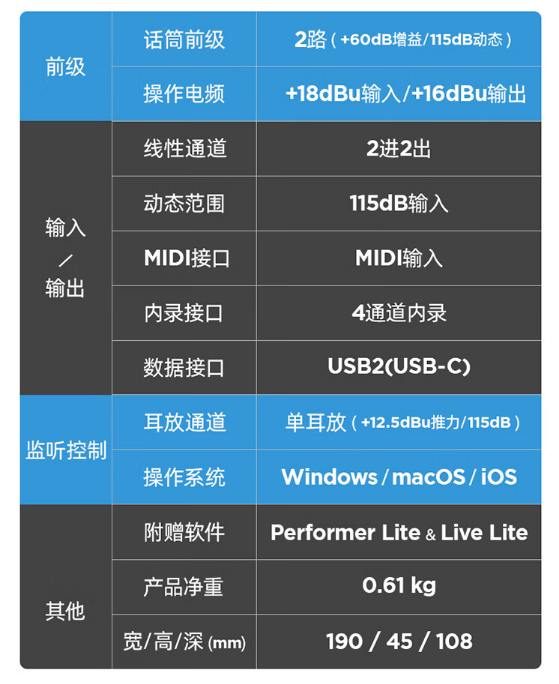 前级
话筒前级
2路 ( +60dB增益/115dB动态 )
操作电频
+18dBu输入/+16dBu输出
输入
/
输出
线性通道
2进2出
动态范围
115dB输入
MIDI接口
MIDI输入
内录接口
4通道内录
数据接口
USB2(USB-C)
监听控制
耳放通道
单耳放 ( +12.5dBu推力/115dB )
操作系统
Windows/macOS/iOS
其他
附赠软件
Performer Lite & Live Lite
产品净重
0.61 kg
宽/高/深 (mm)
190 / 45 / 108